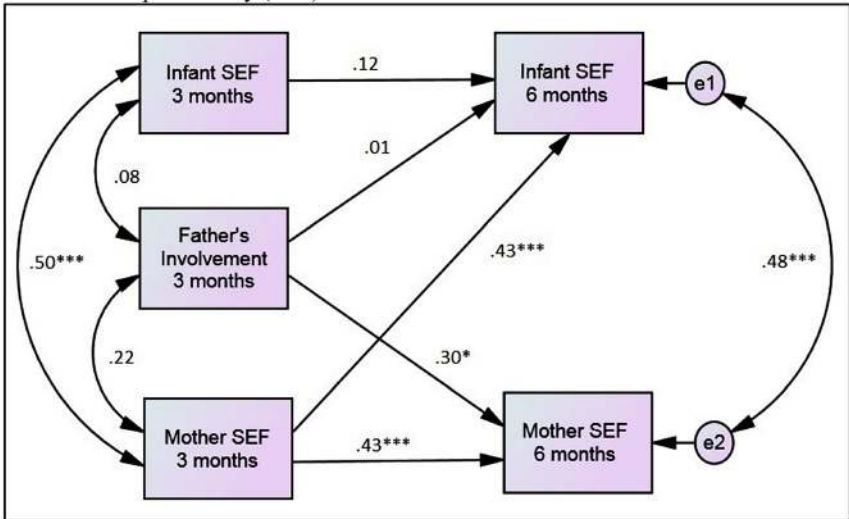 Infant SEF
3 months
.12
Infant SEF
6 months
e1
.01
.08
Father's
Involvement
3 months
.50***
.43***
.48***
.22
.30*
Mother SEF
3 months
.43***
Mother SEF
6 months
e2